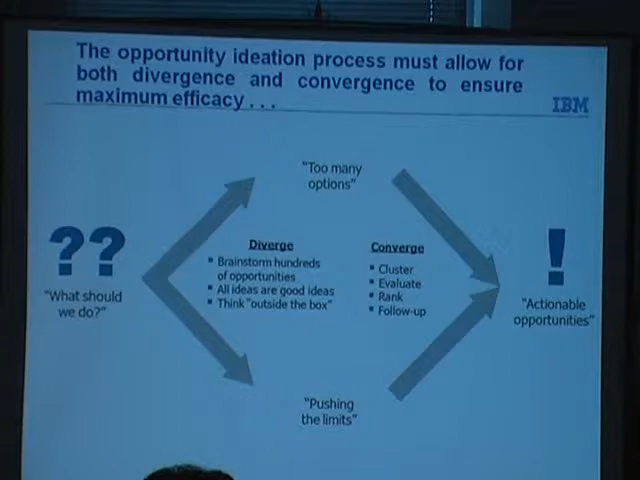 The opportunity ideation process must allow for
both divergence and convergence to ensure
maximum efficacy . . .
IBM
"Too many
options"
??
"What should
we do?"
Diverge
▪ Brainstorm hundreds
of opportunities
▪ All ideas are good ideas
▪ Think "outside the box"
Converge
▪ Cluster
▪ Evaluate
▪ Rank
▪ Follow-up
!
"Actionable
opportunities"
"Pushing
the limits"